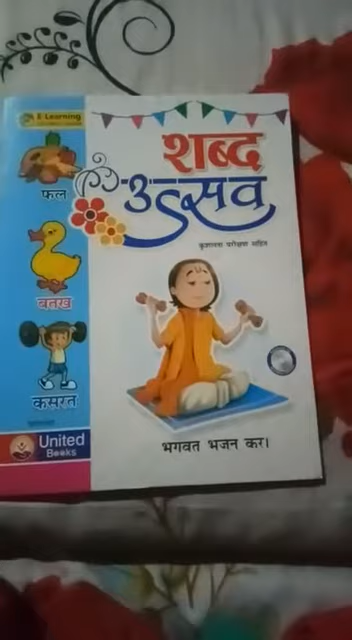 E-Learning
शब्द
उत्सव
फल
बतख
कसरत
United
Books
भगवत भजन कर।